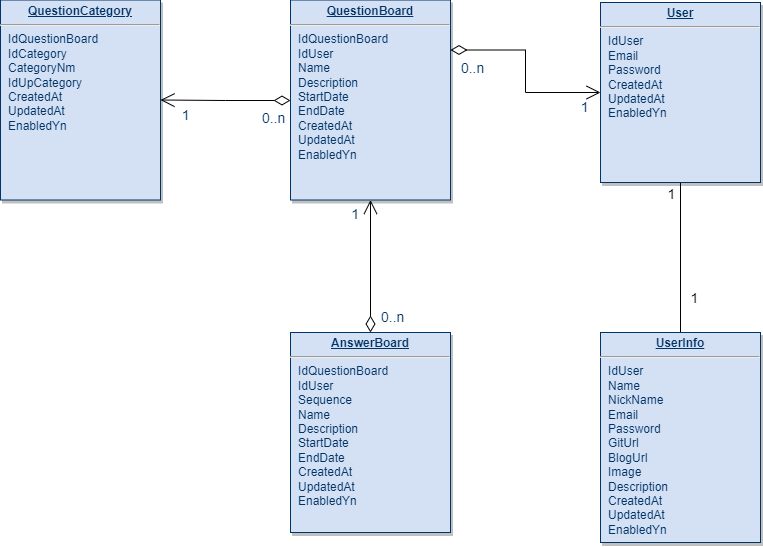 QuestionCategory
IdQuestionBoard
IdCategory
CategoryNm
IdUpCategory
CreatedAt
UpdatedAt
EnabledYn
1
0..n
QuestionBoard
IdQuestionBoard
IdUser
Name
Description
StartDate
EndDate
CreatedAt
UpdatedAt
EnabledYn
0..n
1
User
IdUser
Email
Password
CreatedAt
UpdatedAt
EnabledYn
1
0..n
AnswerBoard
IdQuestionBoard
IdUser
Sequence
Name
Description
StartDate
EndDate
CreatedAt
UpdatedAt
EnabledYn
1
1
UserInfo
IdUser
Name
NickName
Email
Password
GitUrl
BlogUrl
Image
Description
CreatedAt
UpdatedAt
EnabledYn